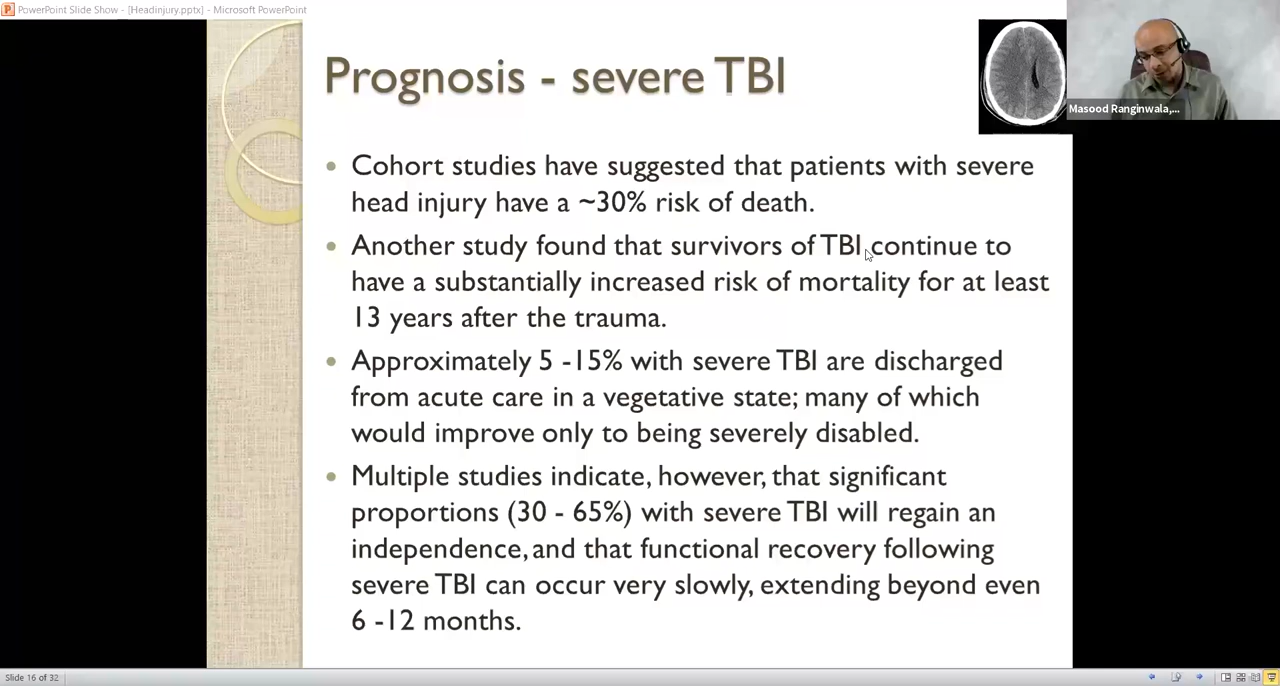 PowerPoint Slide Show - [Headinjury.pptx] - Microsoft PowerPoint
Prognosis - severe TBI
Masood Ranginwala,...
• Cohort studies have suggested that patients with severe
head injury have a ~30% risk of death.
• Another study found that survivors of TBI continue to
have a substantially increased risk of mortality for at least
13 years after the trauma.
• Approximately 5 -15% with severe TBI are discharged
from acute care in a vegetative state; many of which
would improve only to being severely disabled.
• Multiple studies indicate, however, that significant
proportions (30 - 65%) with severe TBI will regain an
independence, and that functional recovery following
severe TBI can occur very slowly, extending beyond even
6 -12 months.
Slide 16 of 32